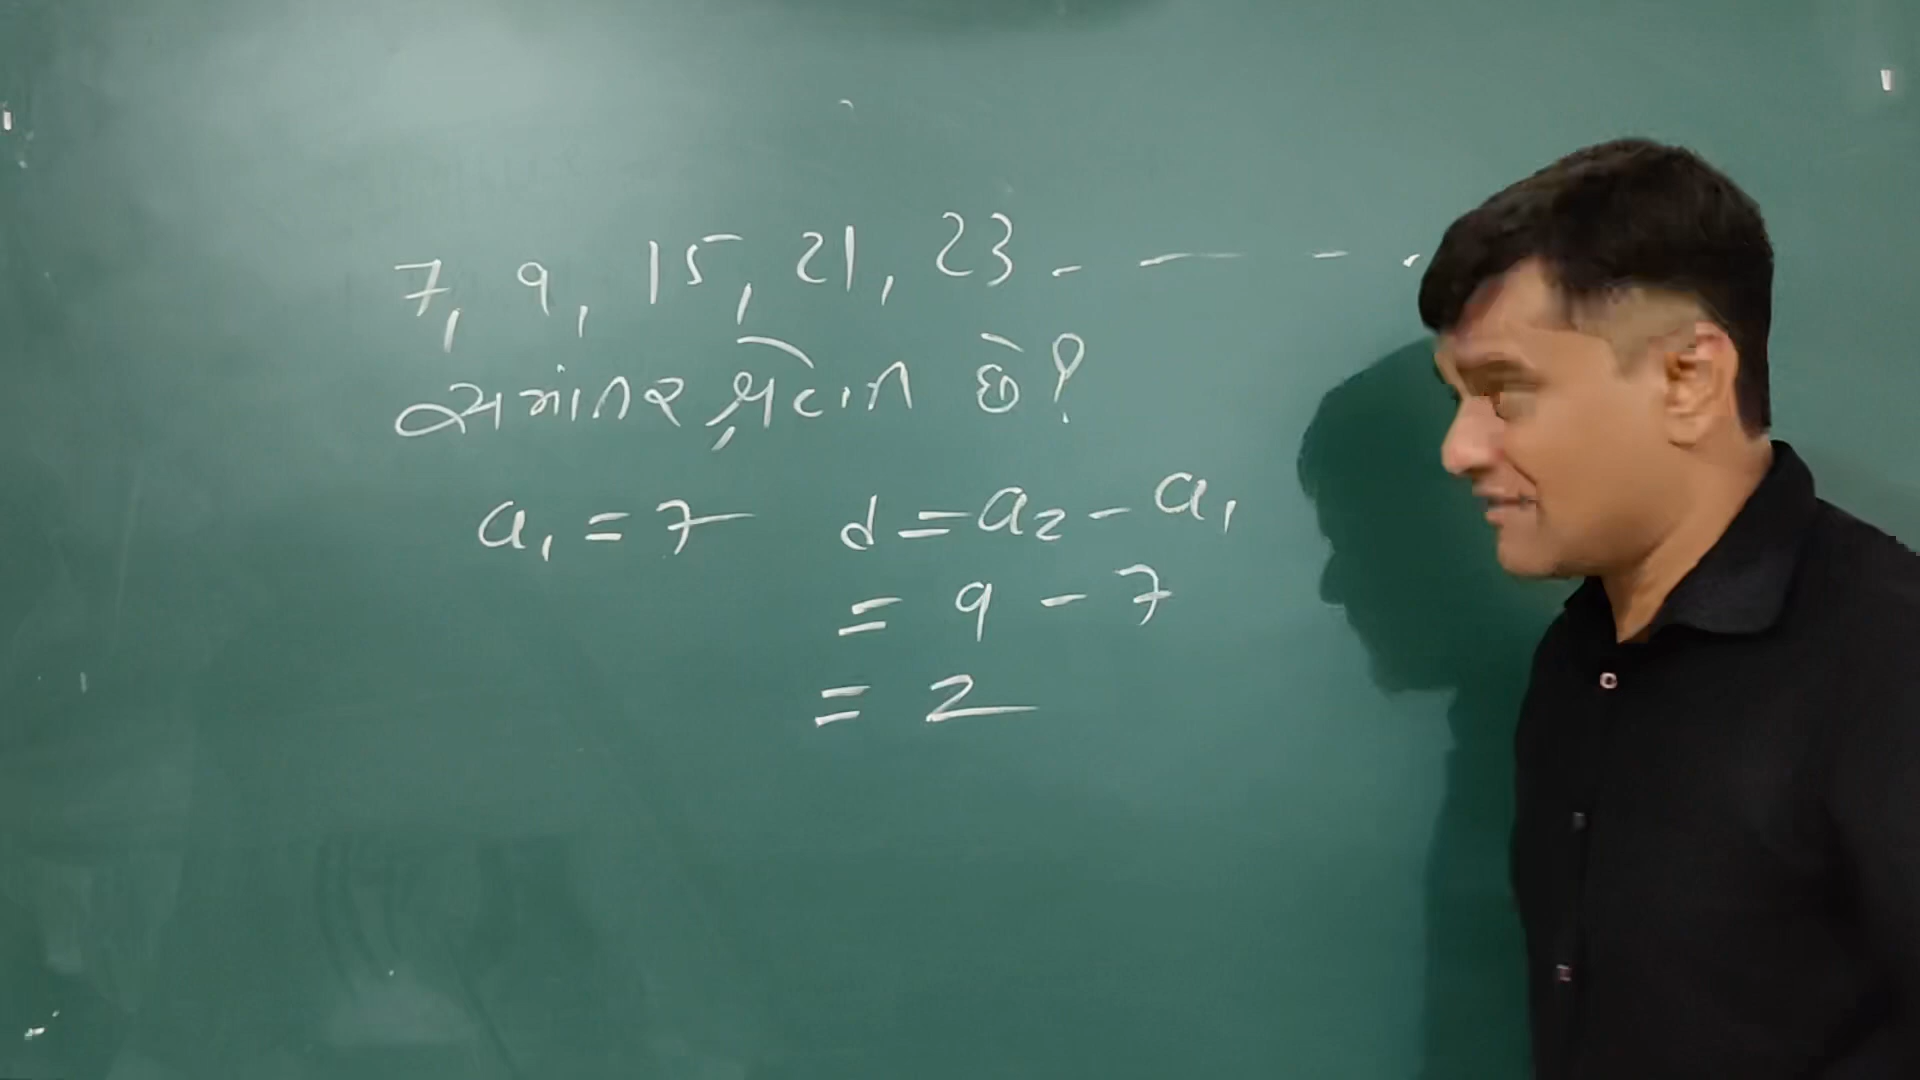 7, 9, 15, 21, 23 - - - .
સમાંતર શ્રેઢી છે?
a₁ = 7 d = a₂ - a₁
= 9 - 7
= 2